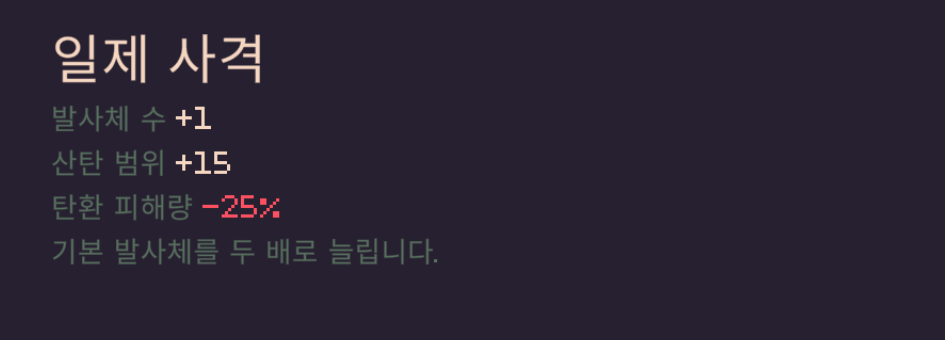 일제 사격
발사체 수 +1
산탄 범위 +15
탄환 피해량 -25%
기본 발사체를 두 배로 늘립니다.